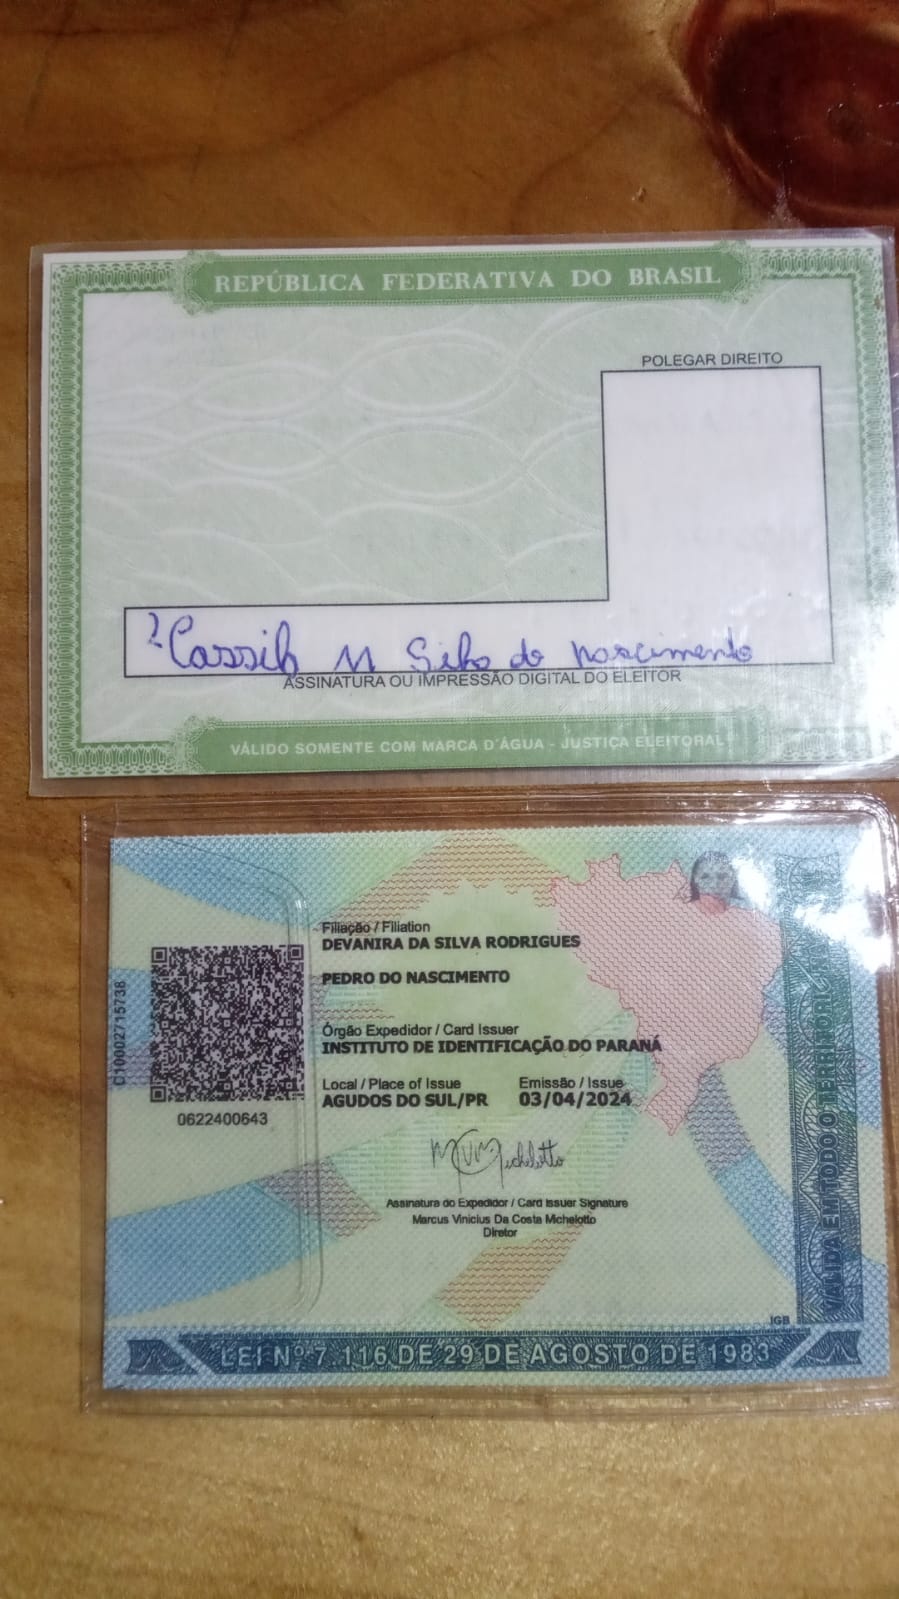 REPÚBLICA FEDERATIVA DO BRASIL
POLEGAR DIREITO
do nascimento
ASSINATURA OU IMPRESSÃO DIGITAL DO ELEITOR
VÁLIDO SOMENTE COM MARCA D'ÁGUA - JUSTIÇA ELEITORAL
Filiação / Filiation
DEVANIRA DA SILVA RODRIGUES
PEDRO DO NASCIMENTO
Órgão Expedidor / Card Issuer
INSTITUTO DE IDENTIFICAÇÃO DO PARANÁ
Local / Place of Issue Emissão / Issue
AGUDOS DO SUL/PR 03/04/2024
C10002715738
0622400643
Assinatura do Expedidor / Card Issuer Signature
Marcus Vinicius Da Costa Michelotto
Diretor
VÁLIDA EM TODO O TERRITÓRIO
IGB
LEI Nº 7.116 DE 29 DE AGOSTO DE 1983